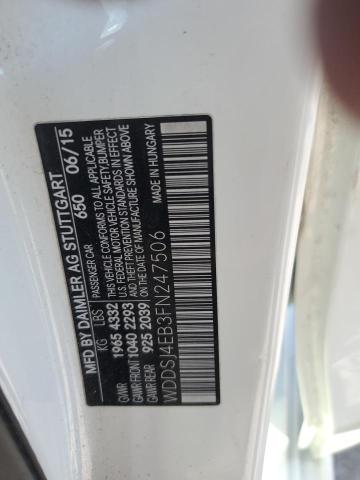 MFD BY DAIMLER AG STUTTGART
PASSENGER CAR 650 06/15
KG LBS
GVWR 1965 4332
GAWR 1040 2293
GAWR 925 2039
THIS VEHICLE CONFORMS TO ALL APPLICABLE
U.S. FEDERAL MOTOR VEHICLE SAFETY, BUMPER
AND THEFT PREVENTION STANDARDS IN EFFECT
ON THE DATE OF MANUFACTURE SHOWN ABOVE
MADE IN HUNGARY
WDDSJ4EB3FN247506